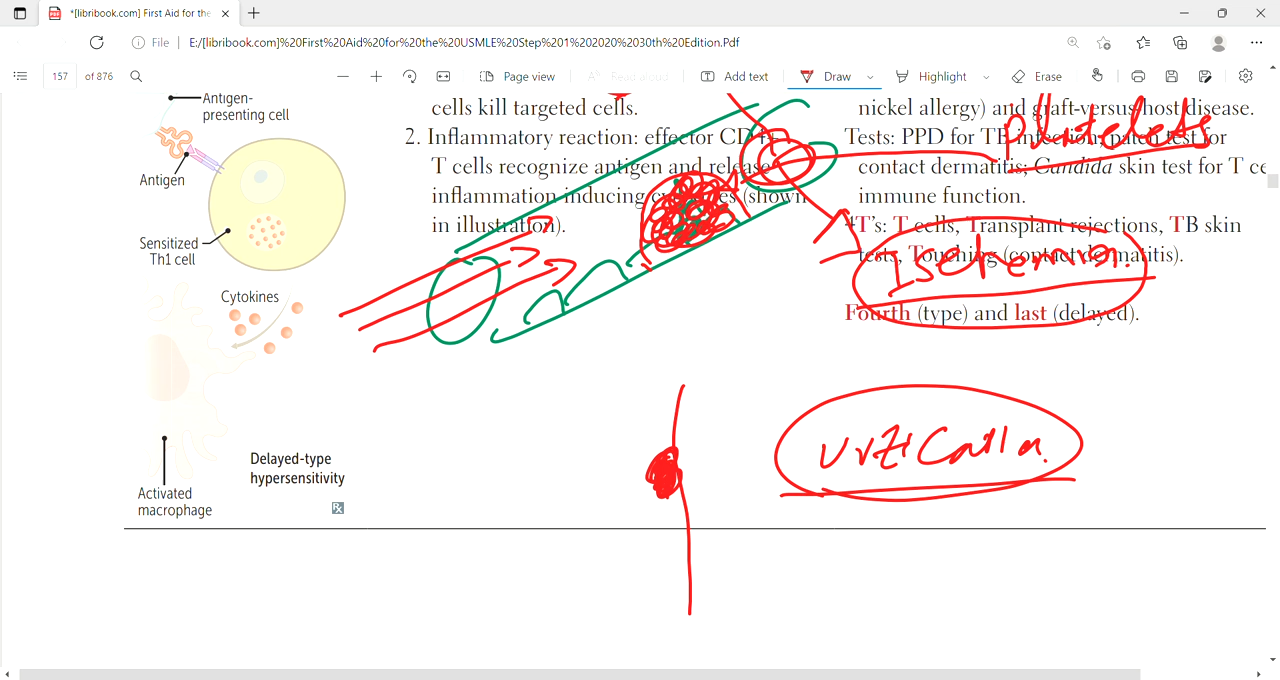 *[libribook.com] First Aid for the
File
E:/[libribook.com]%20First%20Aid%20for%20the%20USMLE%20Step%201%202020%2030th%20Edition.Pdf
157 of 876
Page view
Read aloud
Add text
Draw
Highlight
Erase
Antigen-
presenting cell
Antigen
Sensitized
Th1 cell
Cytokines
Activated
macrophage
Delayed-type
hypersensitivity
Rx
cells kill targeted cells.
2. Inflammatory reaction: effector CD4+
T cells recognize antigen and release
inflammation-inducing (shown
in illustration).
nickel allergy) and graft-versus-host disease.
Tests: PPD for TB infection; patch test for
contact dermatitis; Candida skin test for T ce
immune function.
4T's: T cells, Transplant rejections, TB skin
tests, Touching (contact dermatitis).
Fourth (type) and last (delayed).
platelets
Ischemia.